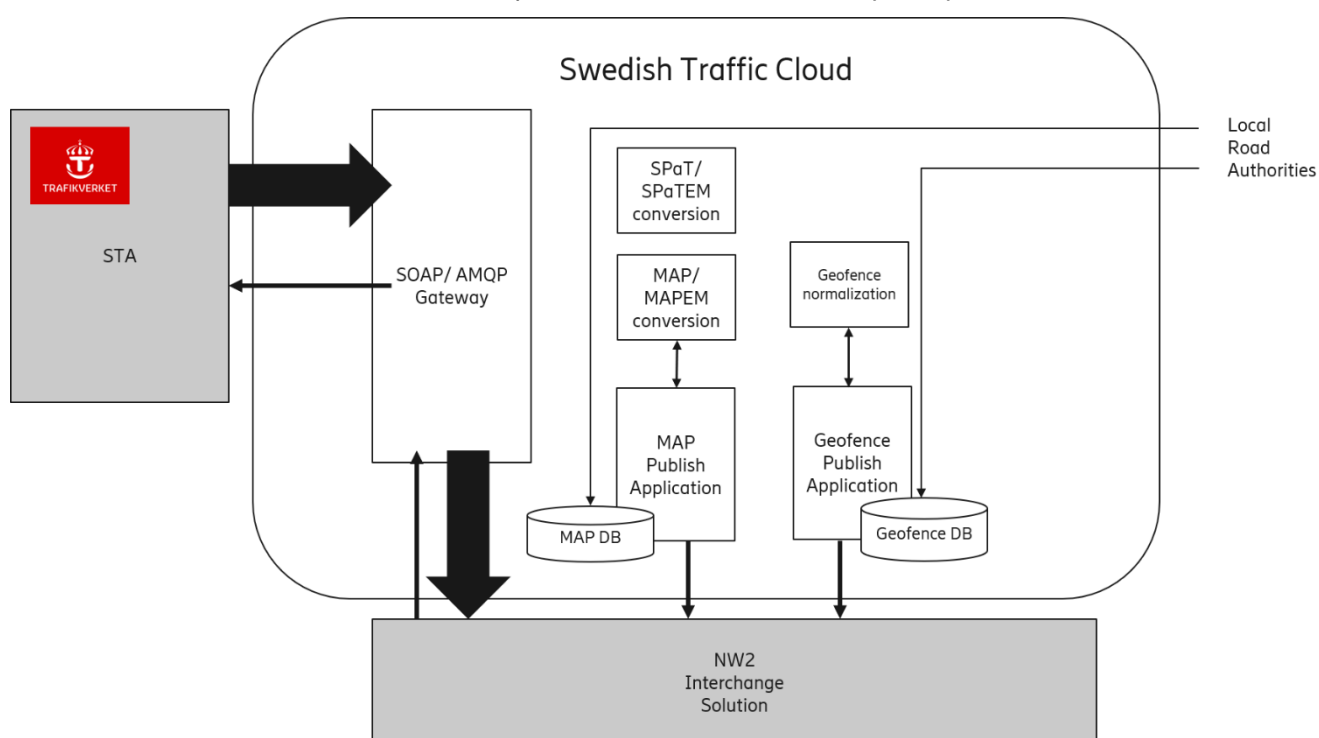 Swedish Traffic Cloud
TRAFIKVERKET
STA
SOAP/ AMQP
Gateway
SPaT/
SPaTEM
conversion
MAP/
MAPEM
conversion
Geofence
normalization
MAP
Publish
Application
Geofence
Publish
Application
MAP DB
Geofence DB
Local
Road
Authorities
NW2
Interchange
Solution